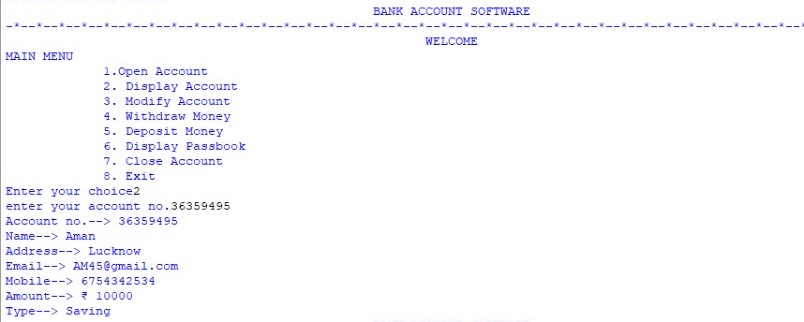 BANK ACCOUNT SOFTWARE
-*--*--*--*--*--*--*--*--*--*--*--*--*--*--*--*--*--*--*--*--*--*--*--*--*--*--*--*--*--*--*--*--*--*--*--*--*
WELCOME
MAIN MENU
1.Open Account
2. Display Account
3. Modify Account
4. Withdraw Money
5. Deposit Money
6. Display Passbook
7. Close Account
8. Exit
Enter your choice2
enter your account no.36359495
Account no.--> 36359495
Name--> Aman
Address--> Lucknow
Email--> AM45@gmail.com
Mobile--> 6754342534
Amount--> ₹ 10000
Type--> Saving